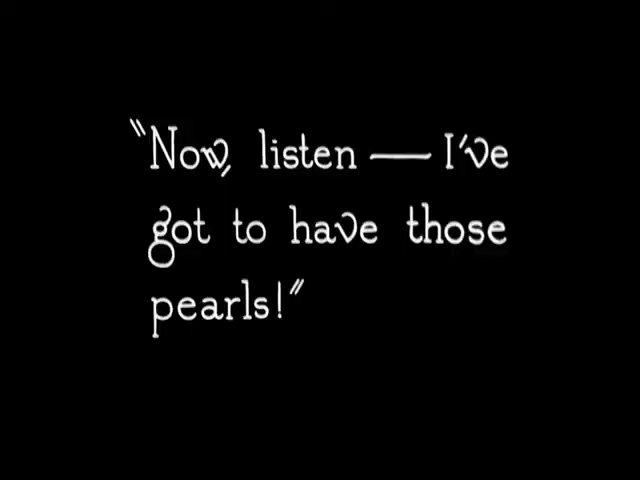 "Now, listen — I've
got to have those
pearls!"